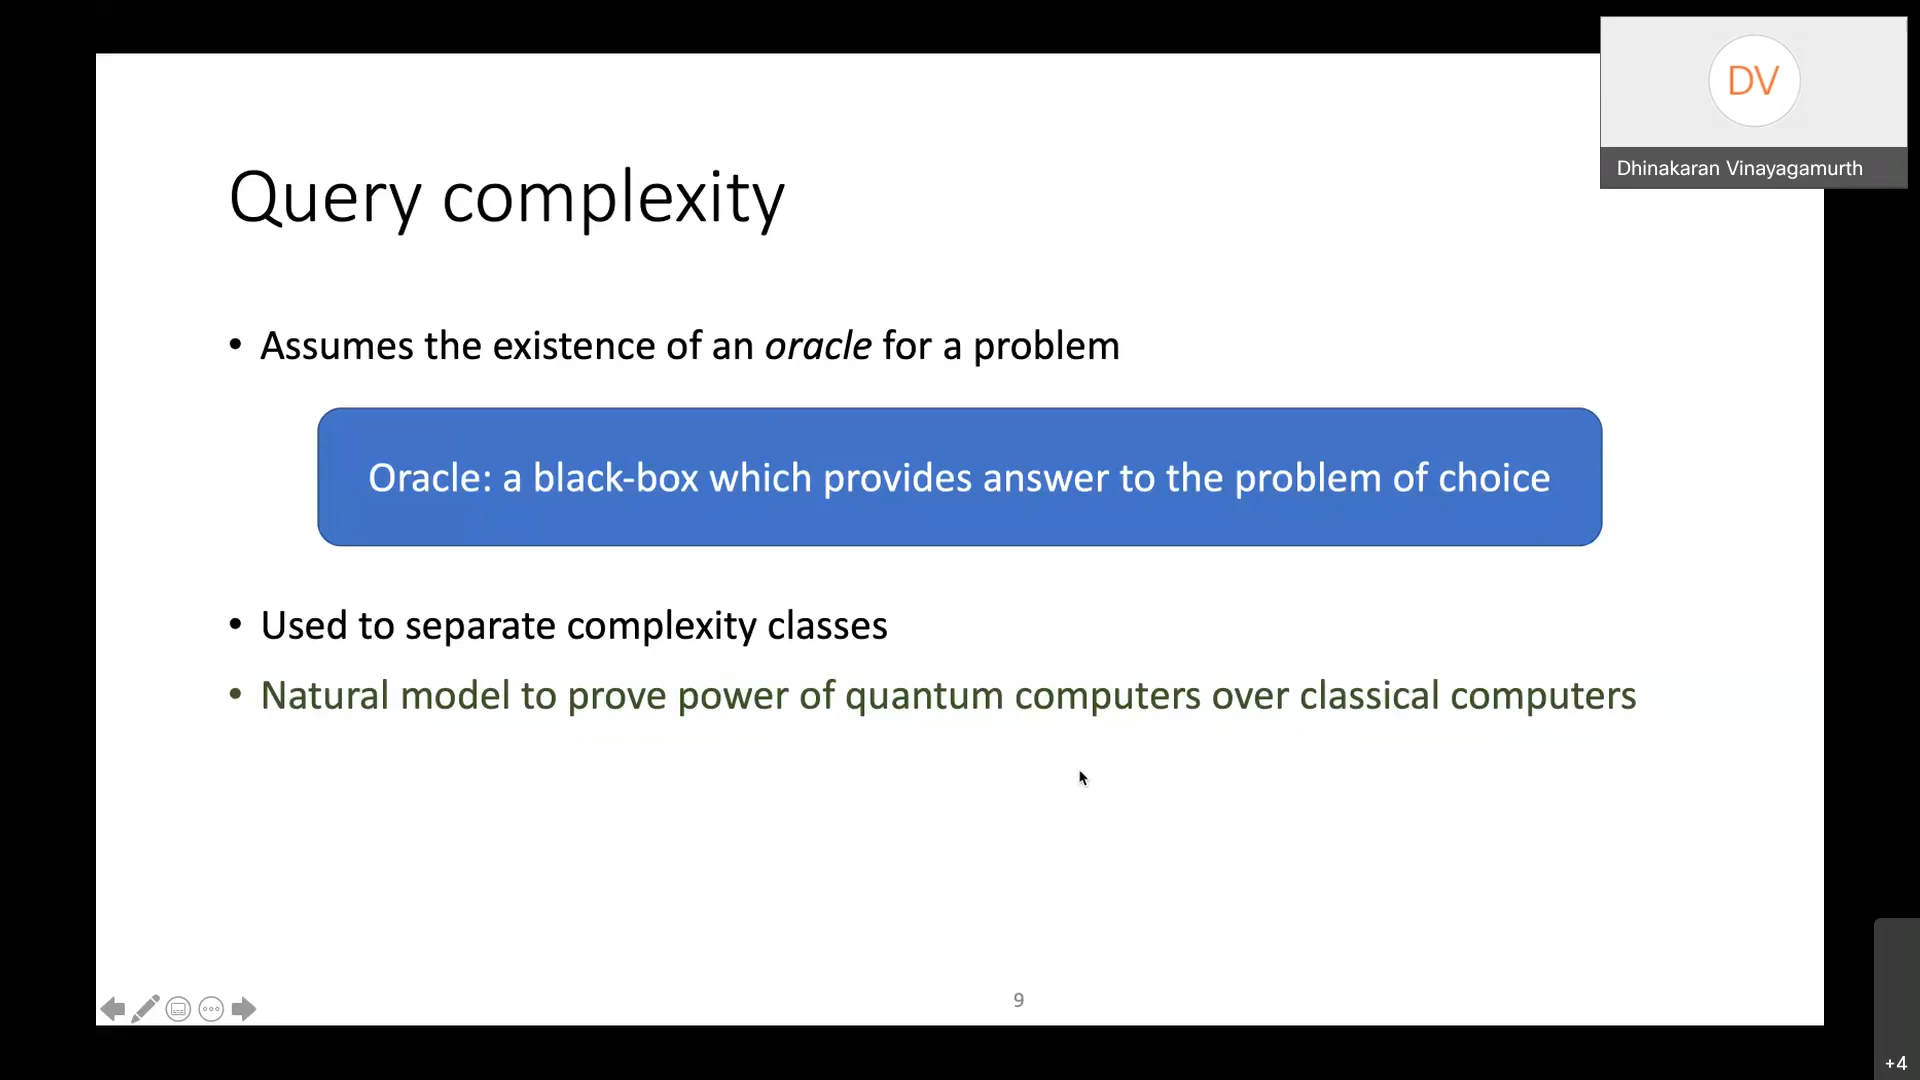 DV
Dhinakaran Vinayagamurth
Query complexity
• Assumes the existence of an oracle for a problem
Oracle: a black-box which provides answer to the problem of choice
• Used to separate complexity classes
• Natural model to prove power of quantum computers over classical computers
9
+4